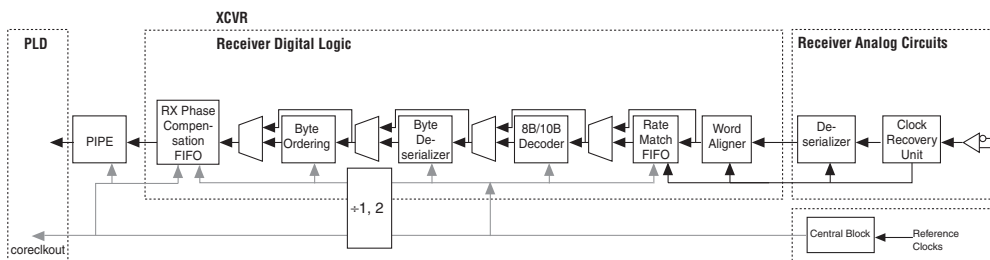 XCVR
PLD
Receiver Digital Logic
Receiver Analog Circuits
PIPE
RX Phase
Compen-
sation
FIFO
Byte
Ordering
Byte
De-
serializer
8B/10B
Decoder
Rate
Match
FIFO
Word
Aligner
De-
serializer
Clock
Recovery
Unit
÷1, 2
coreclkout
Central Block
Reference
Clocks